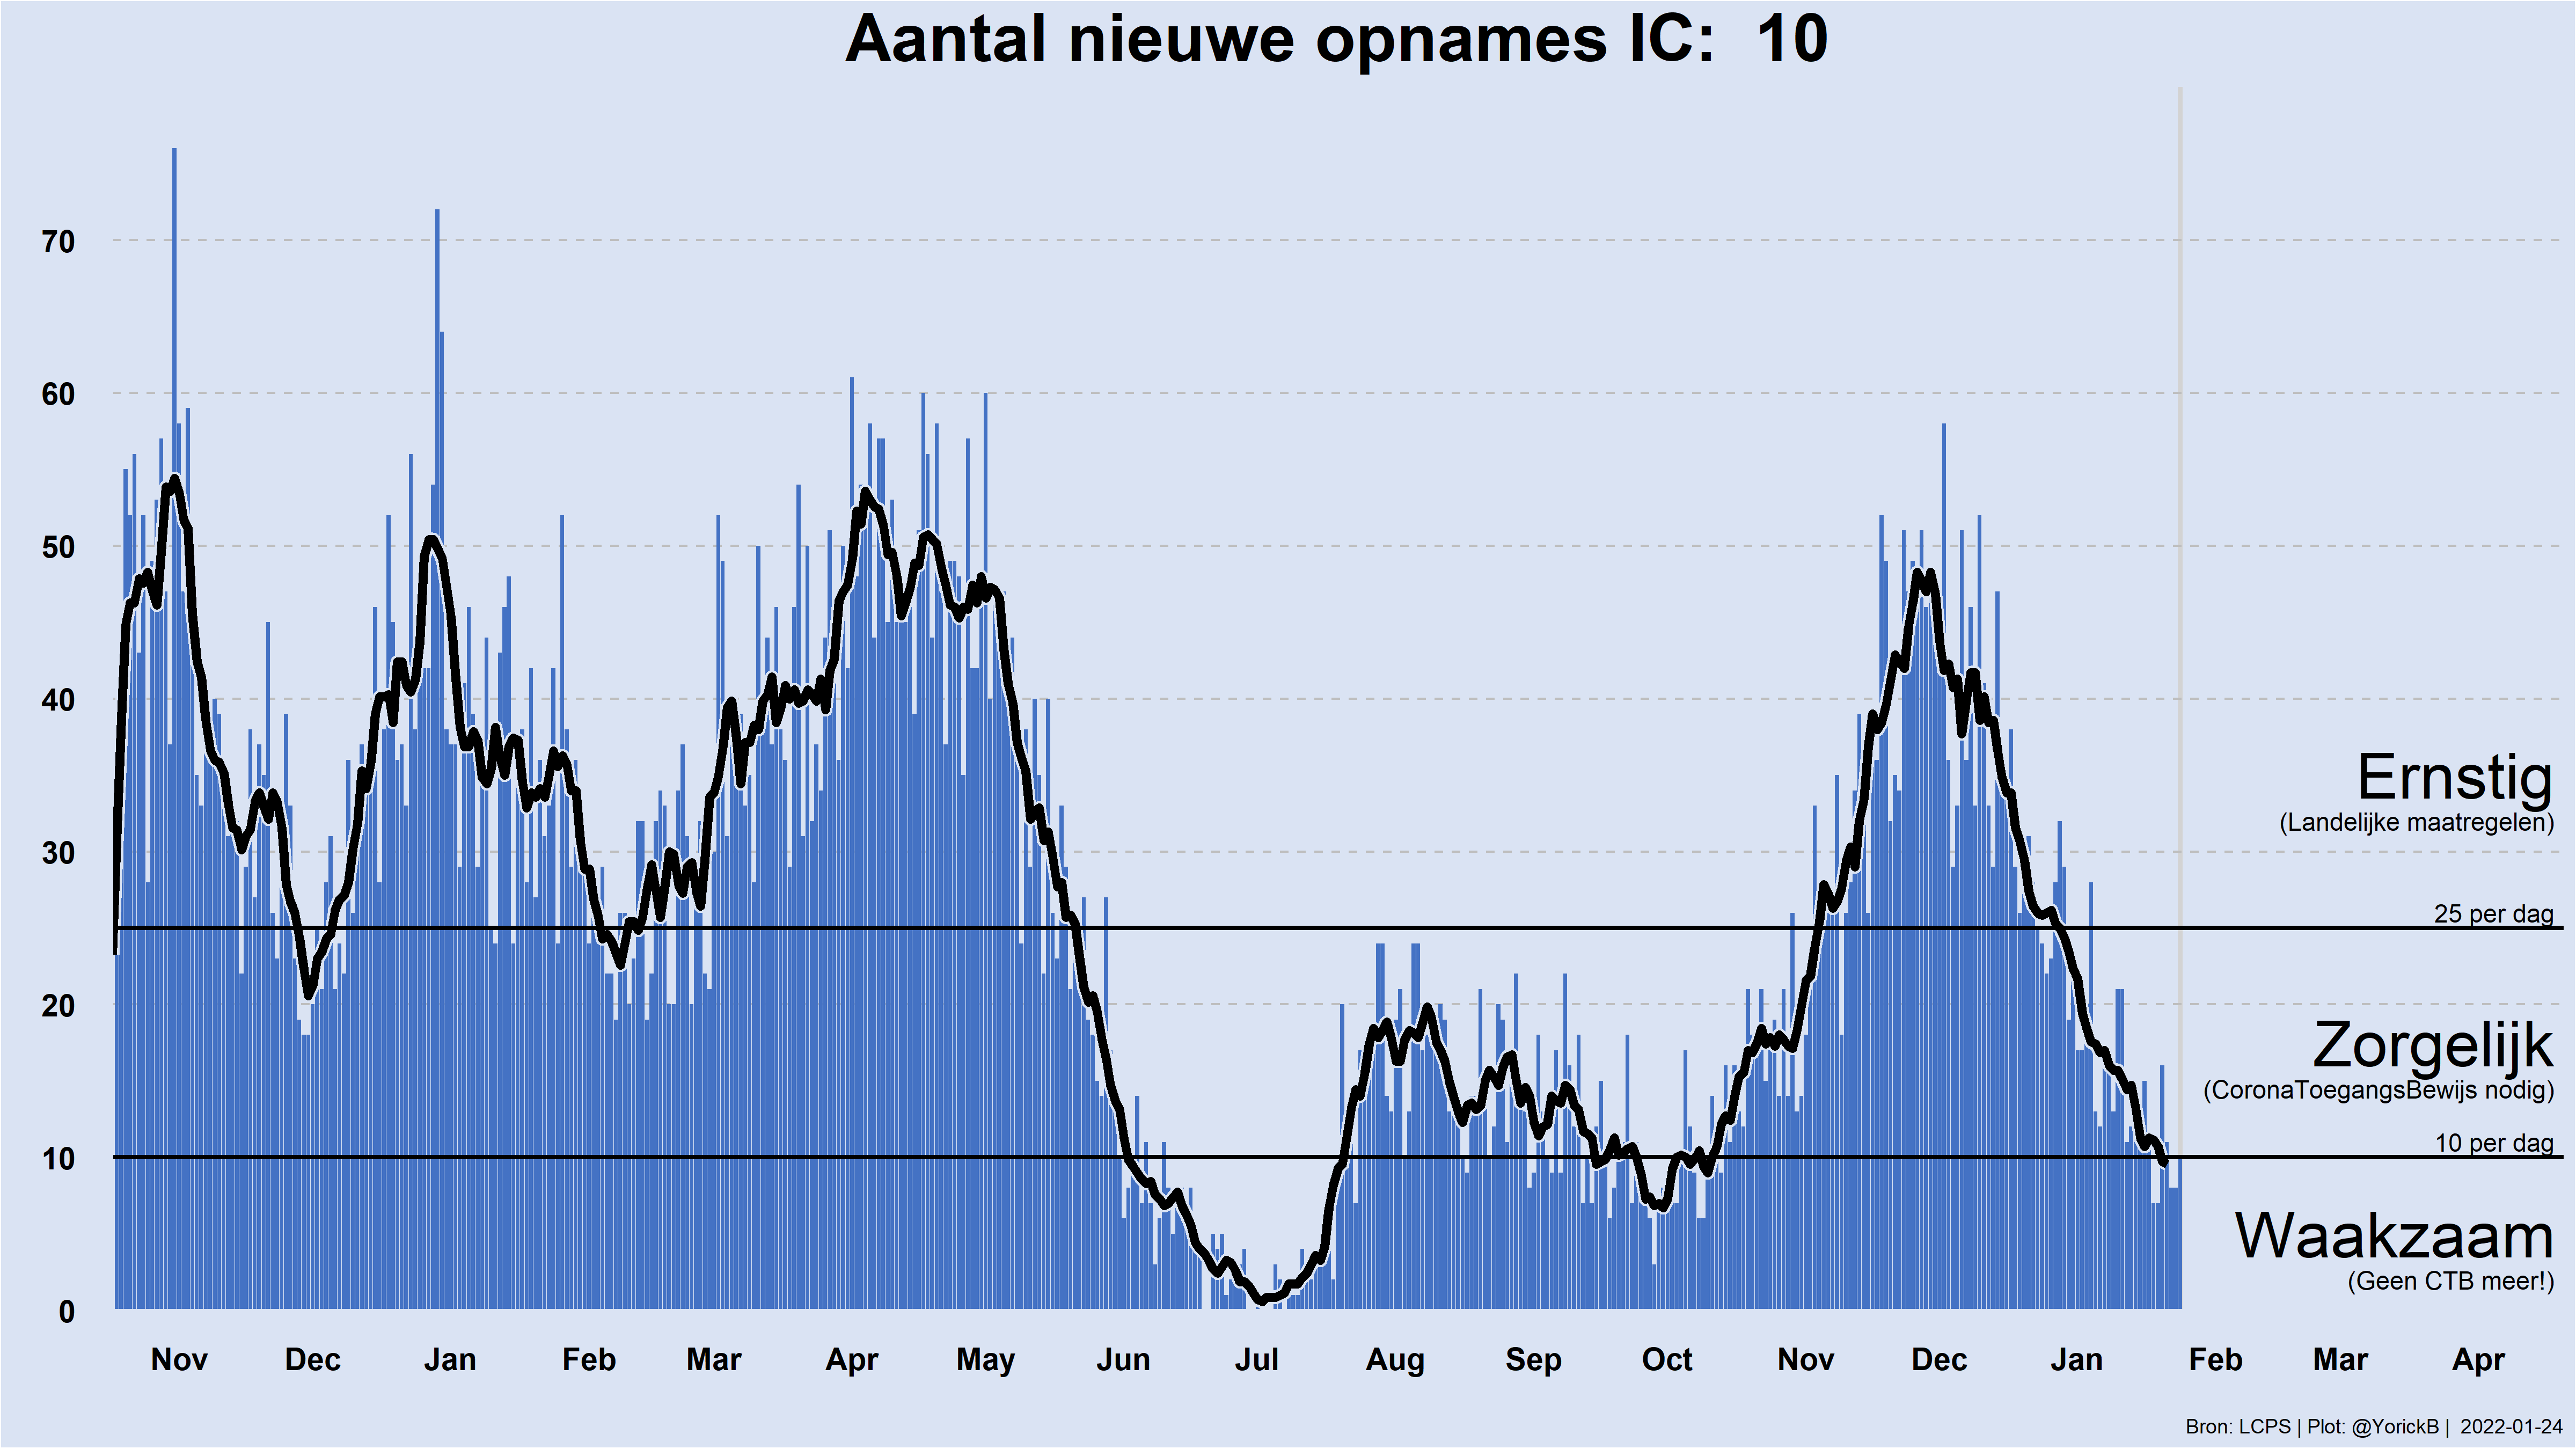 Aantal nieuwe opnames IC:  10
70
60
50
40
30
20
10
0
Ernstig
(Landelijke maatregelen)
25 per dag
Zorgelijk
(CoronaToegangsBewijs nodig)
10 per dag
Waakzaam
(Geen CTB meer!)
Nov Dec Jan Feb Mar Apr May Jun Jul Aug Sep Oct Nov Dec Jan Feb Mar Apr
Bron: LCPS | Plot: @YorickB |  2022-01-24